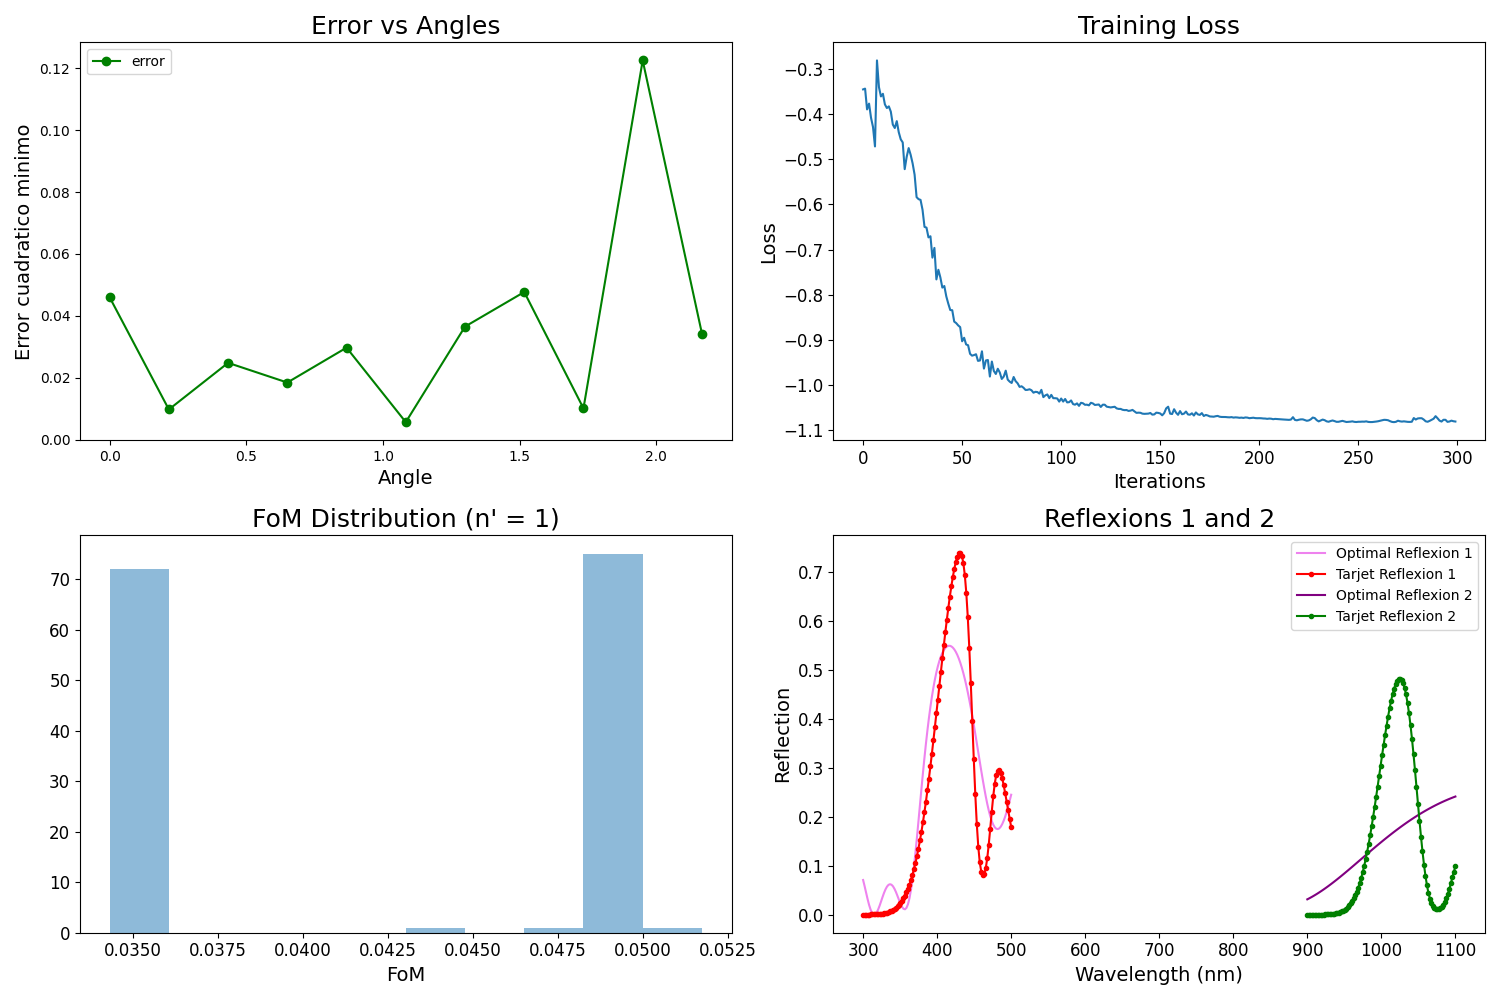 Error vs Angles
error
Error cuadratico minimo
0.12
0.10
0.08
0.06
0.04
0.02
0.00
0.0 0.5 1.0 1.5 2.0
Angle
Training Loss
Loss
−0.3
−0.4
−0.5
−0.6
−0.7
−0.8
−0.9
−1.0
−1.1
0 50 100 150 200 250 300
Iterations
FoM Distribution (n' = 1)
70
60
50
40
30
20
10
0
0.0350 0.0375 0.0400 0.0425 0.0450 0.0475 0.0500 0.0525
FoM
Reflexions 1 and 2
Optimal Reflexion 1
Tarjet Reflexion 1
Optimal Reflexion 2
Tarjet Reflexion 2
Reflection
0.7
0.6
0.5
0.4
0.3
0.2
0.1
0.0
300 400 500 600 700 800 900 1000 1100
Wavelength (nm)